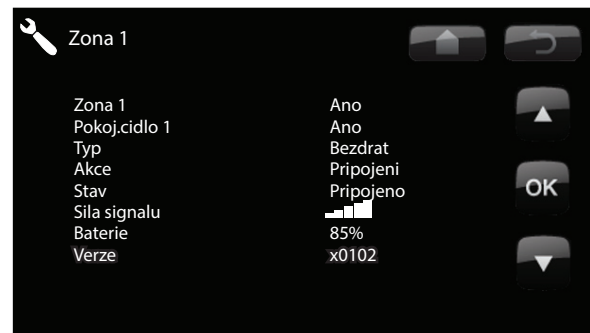 Zona 1
Zona 1 Ano
Pokoj.cidlo 1 Ano
Typ Bezdrat
Akce Pripojeni
Stav Pripojeno
Sila signalu
Baterie 85%
Verze x0102
OK